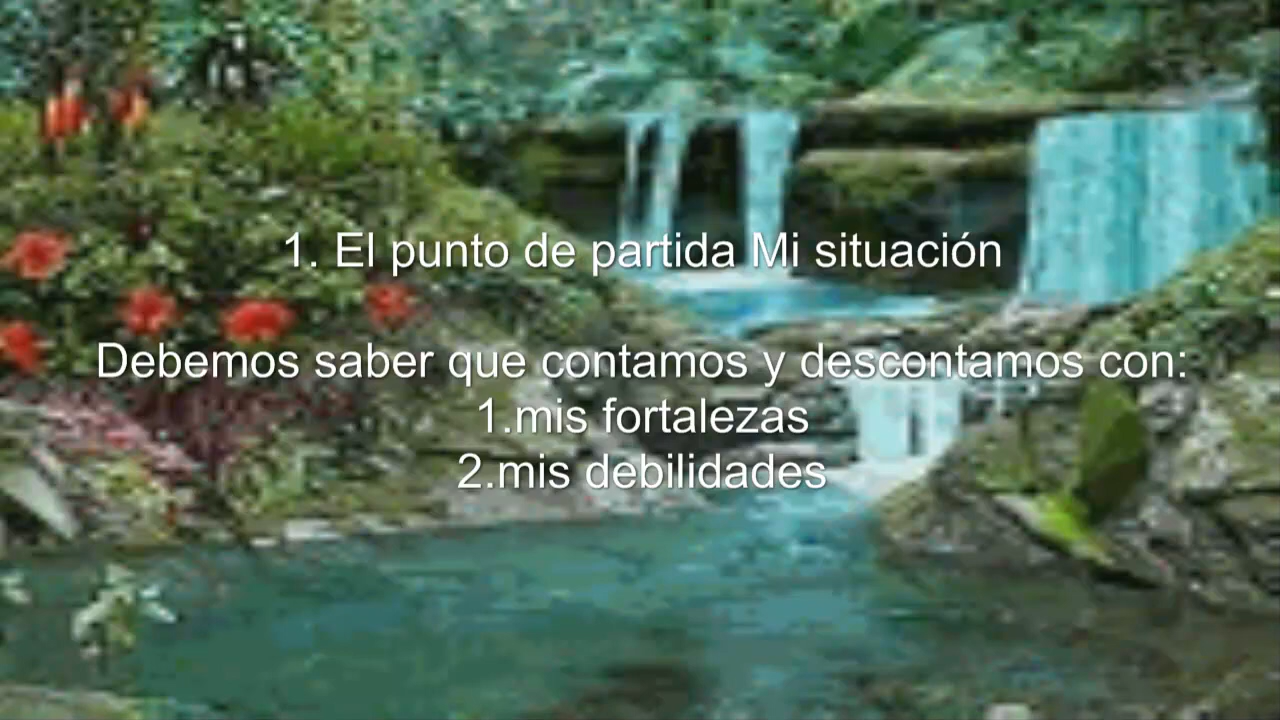 1. El punto de partida Mi situación
Debemos saber que contamos y descontamos con:
1.mis fortalezas
2.mis debilidades